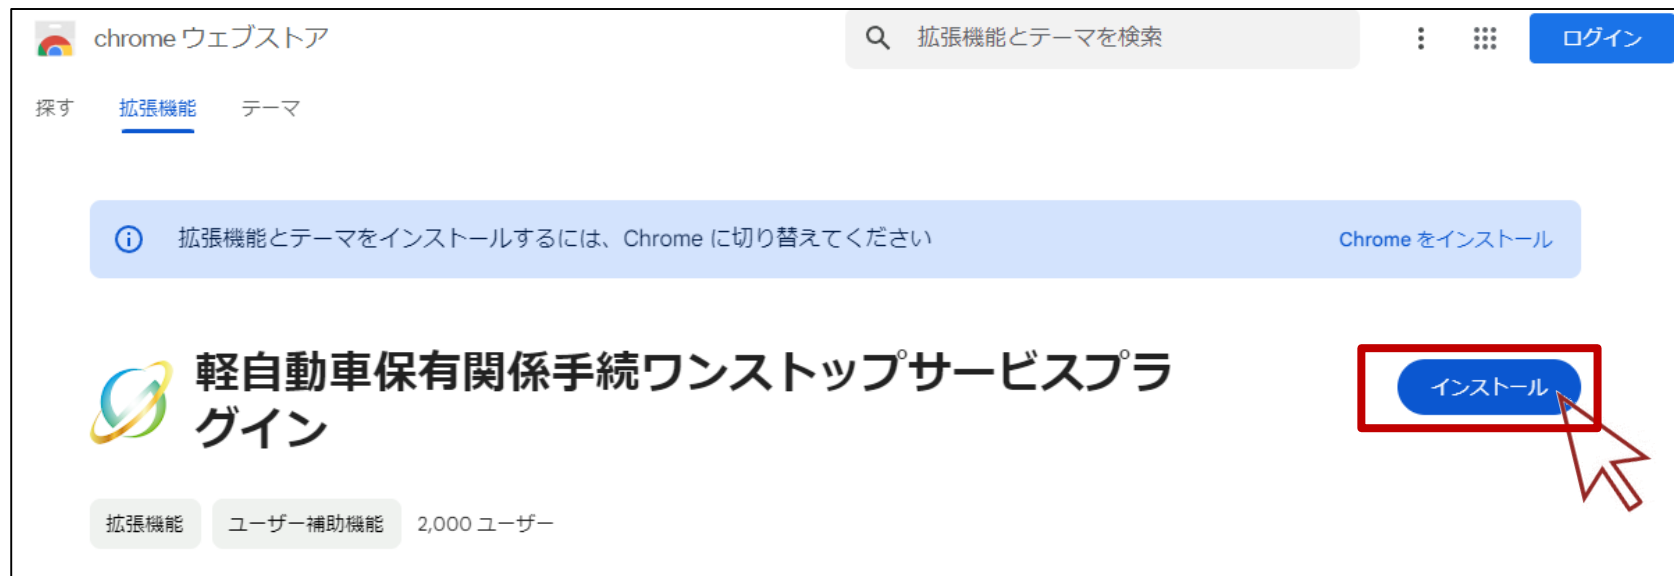 chrome ウェブストア
拡張機能とテーマを検索
ログイン
探す
拡張機能
テーマ
拡張機能とテーマをインストールするには、Chrome に切り替えてください
Chrome をインストール
軽自動車保有関係手続ワンストップサービスプラ
グイン
インストール
拡張機能
ユーザー補助機能
2,000 ユーザー